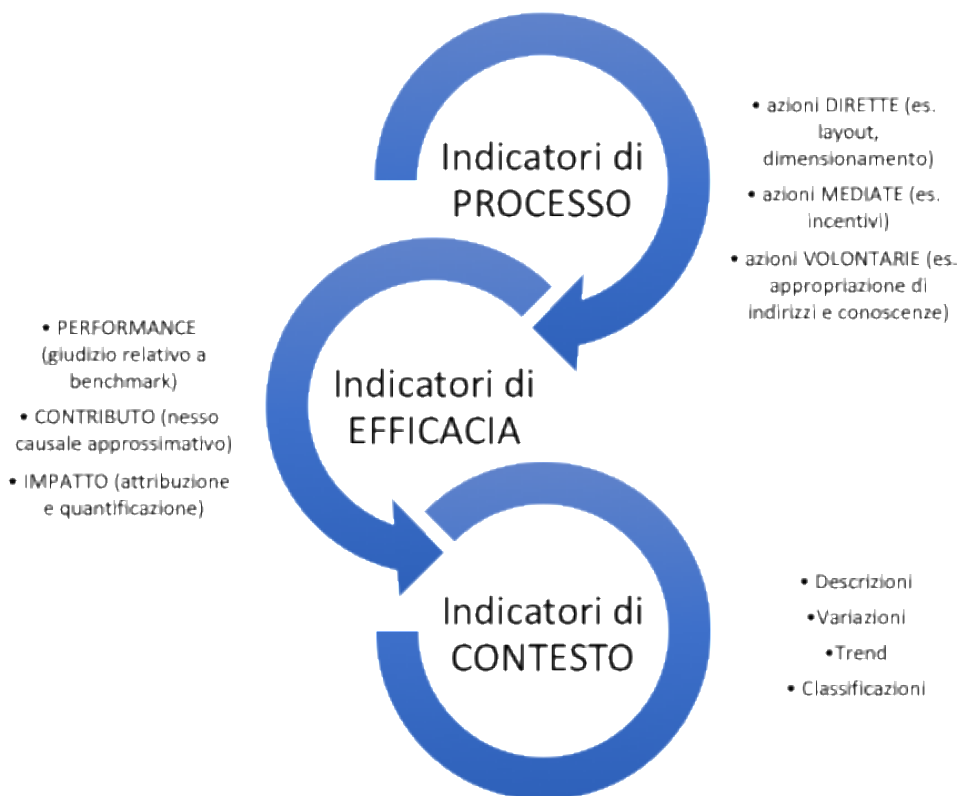 Indicatori di
PROCESSO
• azioni DIRETTE (es.
layout,
dimensionamento)
• azioni MEDIATE (es.
incentivi)
• azioni VOLONTARIE (es.
appropriazione di
indirizzi e conoscenze)
• PERFORMANCE
(giudizio relativo a
benchmark)
• CONTRIBUTO (nesso
causale approssimativo)
• IMPATTO (attribuzione
e quantificazione)
Indicatori di
EFFICACIA
Indicatori di
CONTESTO
• Descrizioni
•Variazioni
•Trend
• Classificazioni